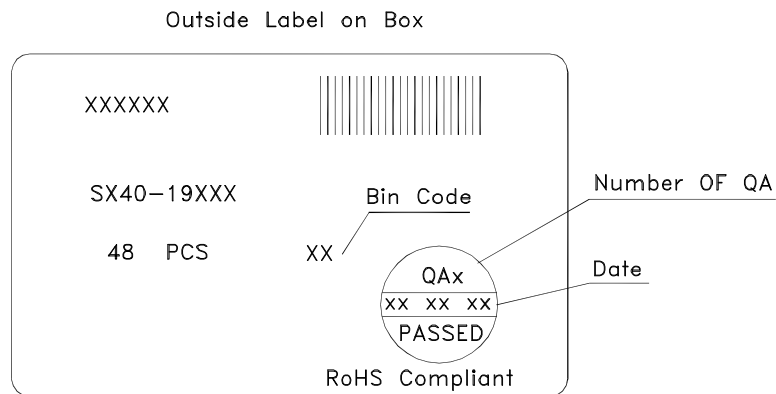 Outside Label on Box
XXXXXX
SX40-19XXX
Bin Code
Number OF QA
48 PCS
XX
QAx
Date
XX XX XX
PASSED
RoHS Compliant